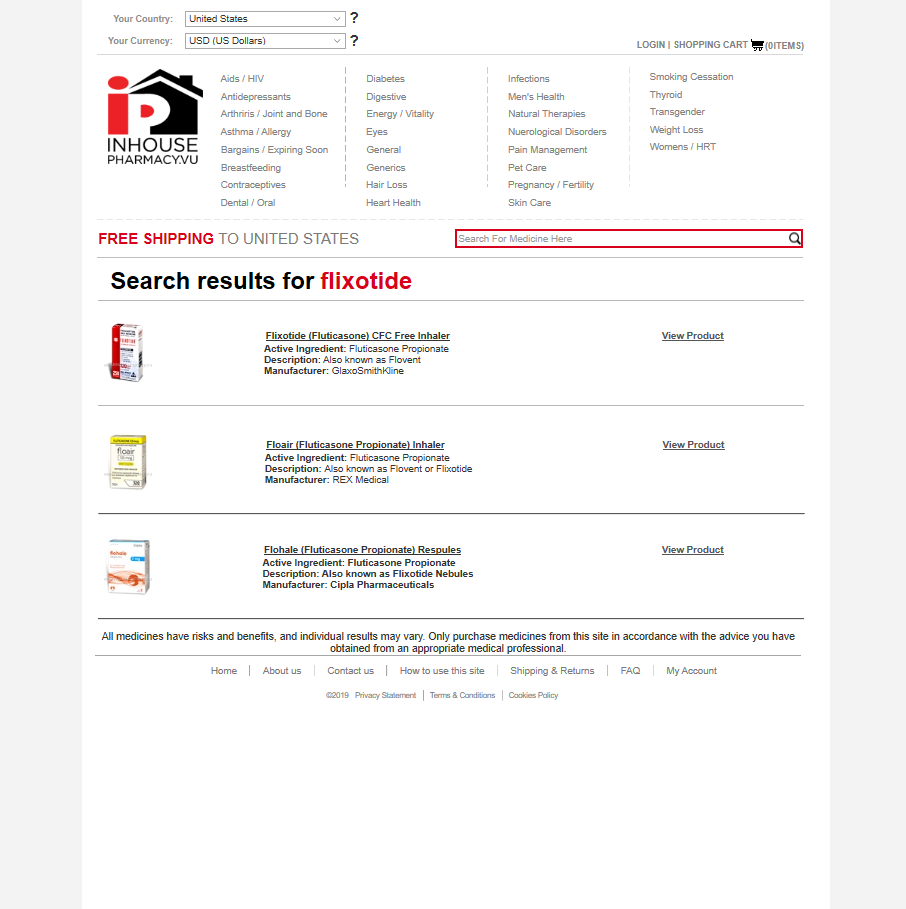 Your Country: United States ?
Your Currency: USD (US Dollars) ?
LOGIN | SHOPPING CART (0ITEMS)
iP
INHOUSE
PHARMACY.VU
Aids / HIV
Antidepressants
Arthriris / Joint and Bone
Asthma / Allergy
Bargains / Expiring Soon
Breastfeeding
Contraceptives
Dental / Oral
Diabetes
Digestive
Energy / Vitality
Eyes
General
Generics
Hair Loss
Heart Health
Infections
Men's Health
Natural Therapies
Nuerological Disorders
Pain Management
Pet Care
Pregnancy / Fertility
Skin Care
Smoking Cessation
Thyroid
Transgender
Weight Loss
Womens / HRT
FREE SHIPPING TO UNITED STATES
Search For Medicine Here
Search results for flixotide
Flixotide (Fluticasone) CFC Free Inhaler
Active Ingredient: Fluticasone Propionate
Description: Also known as Flovent
Manufacturer: GlaxoSmithKline
View Product
floair
Floair (Fluticasone Propionate) Inhaler
Active Ingredient: Fluticasone Propionate
Description: Also known as Flovent or Flixotide
Manufacturer: REX Medical
View Product
flohale
Flohale (Fluticasone Propionate) Respules
Active Ingredient: Fluticasone Propionate
Description: Also known as Flixotide Nebules
Manufacturer: Cipla Pharmaceuticals
View Product
All medicines have risks and benefits, and individual results may vary. Only purchase medicines from this site in accordance with the advice you have
obtained from an appropriate medical professional.
Home | About us | Contact us | How to use this site | Shipping & Returns | FAQ | My Account
©2019 Privacy Statement | Terms & Conditions | Cookies Policy